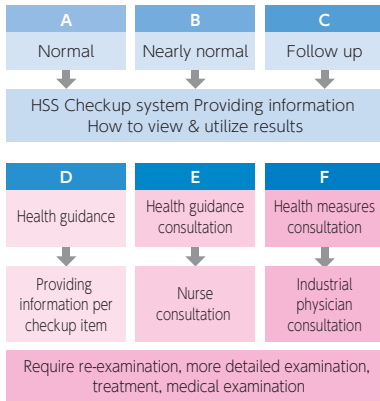 A B C
Normal Nearly normal Follow up
HSS Checkup system Providing information
How to view & utilize results
D E F
Health guidance
Health guidance
consultation
Health measures
consultation
Providing
information per
checkup item
Nurse
consultation
Industrial
physician
consultation
Require re-examination, more detailed examination,
treatment, medical examination